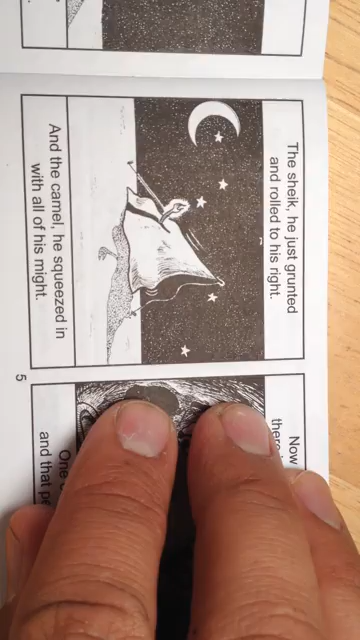 The sheik, he just grunted
and rolled to his right.
And the camel, he squeezed in
with all of his might.
5
Now
One
and that